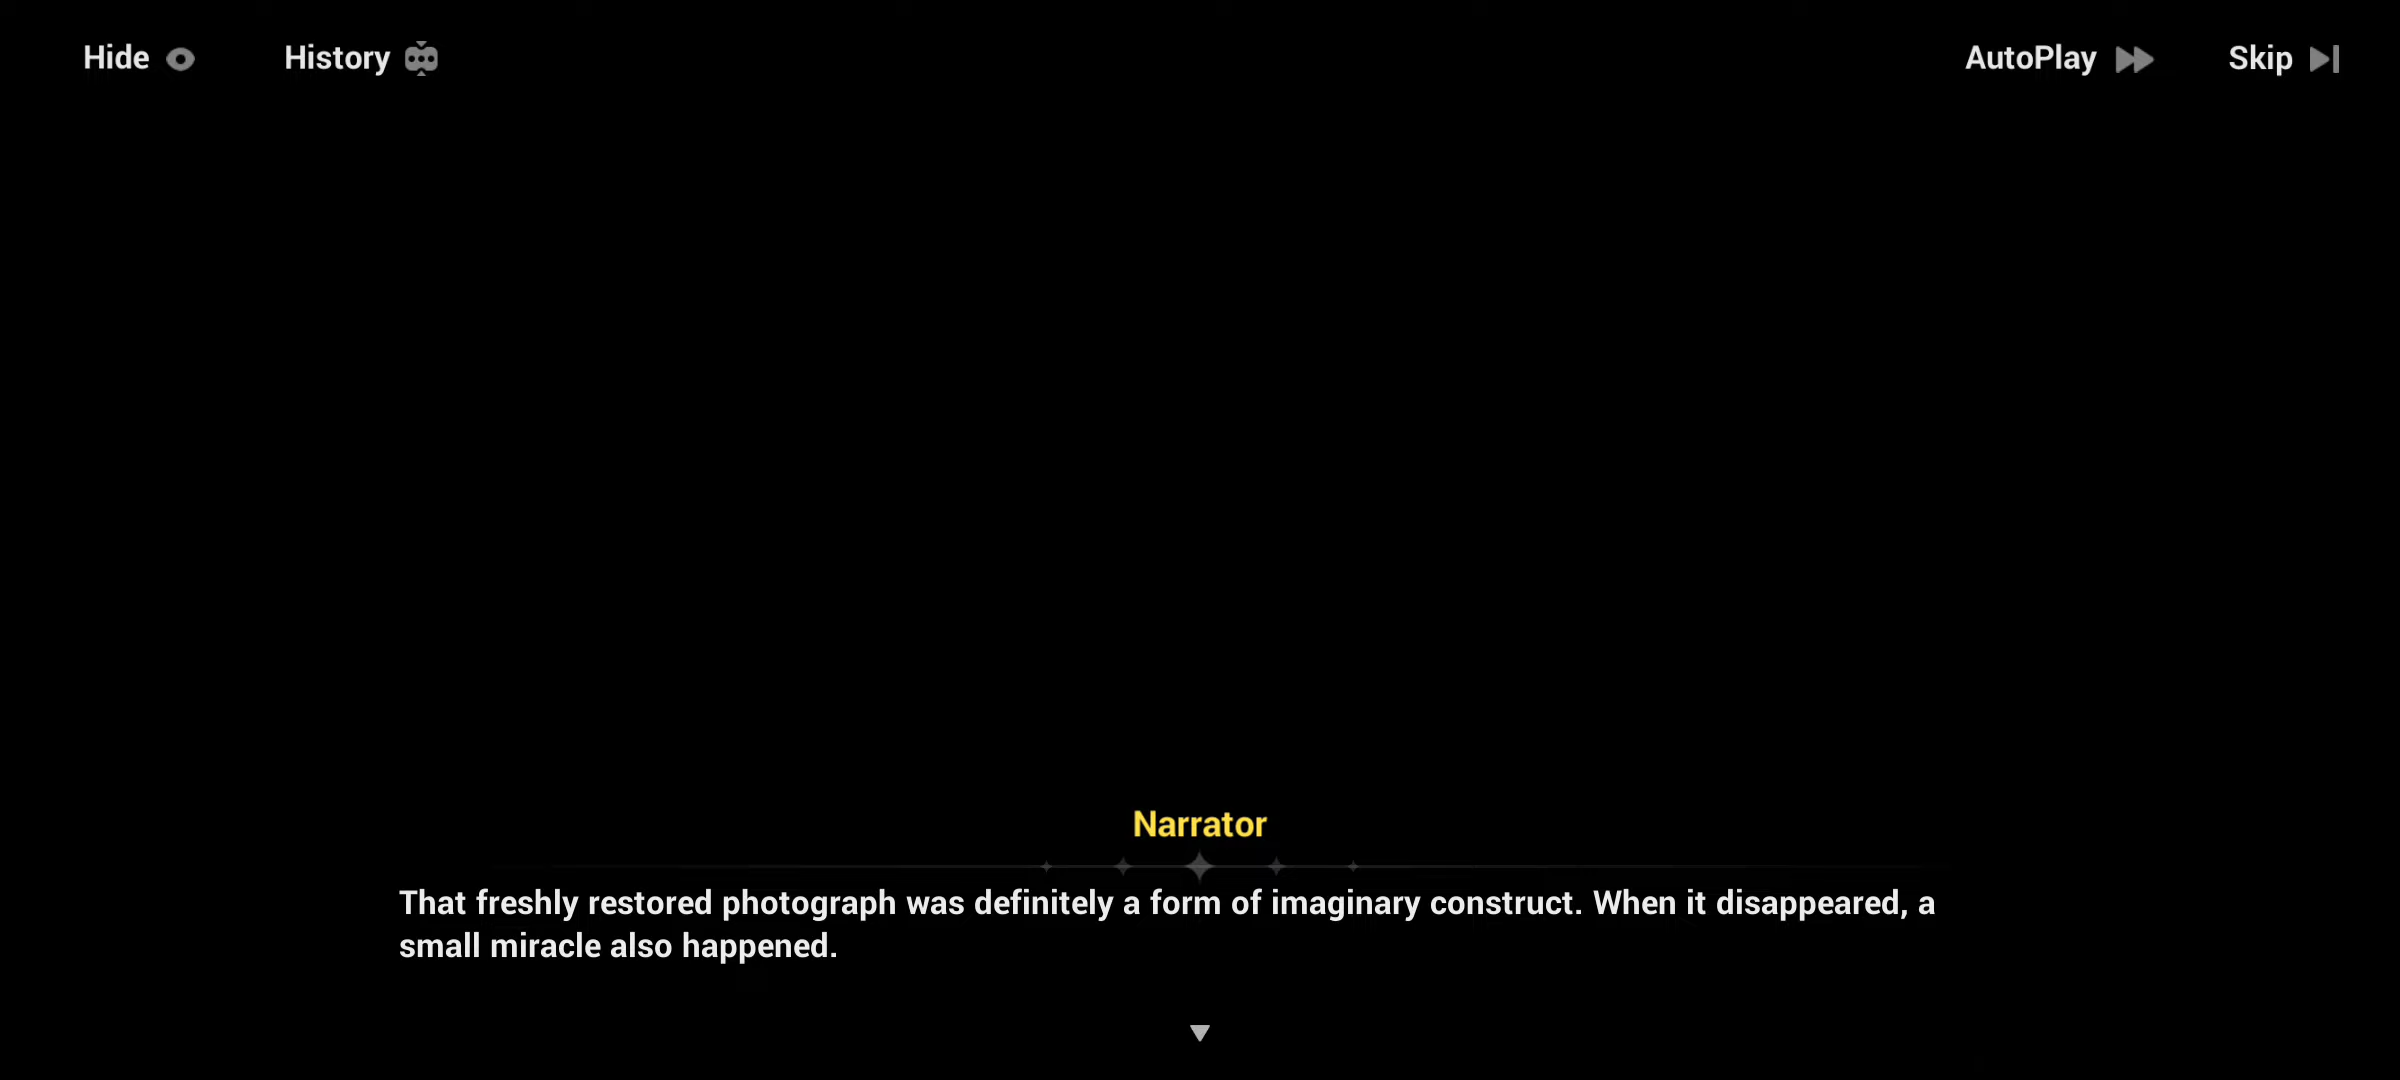 Hide
History
AutoPlay
Skip
Narrator
That freshly restored photograph was definitely a form of imaginary construct. When it disappeared, a
small miracle also happened.